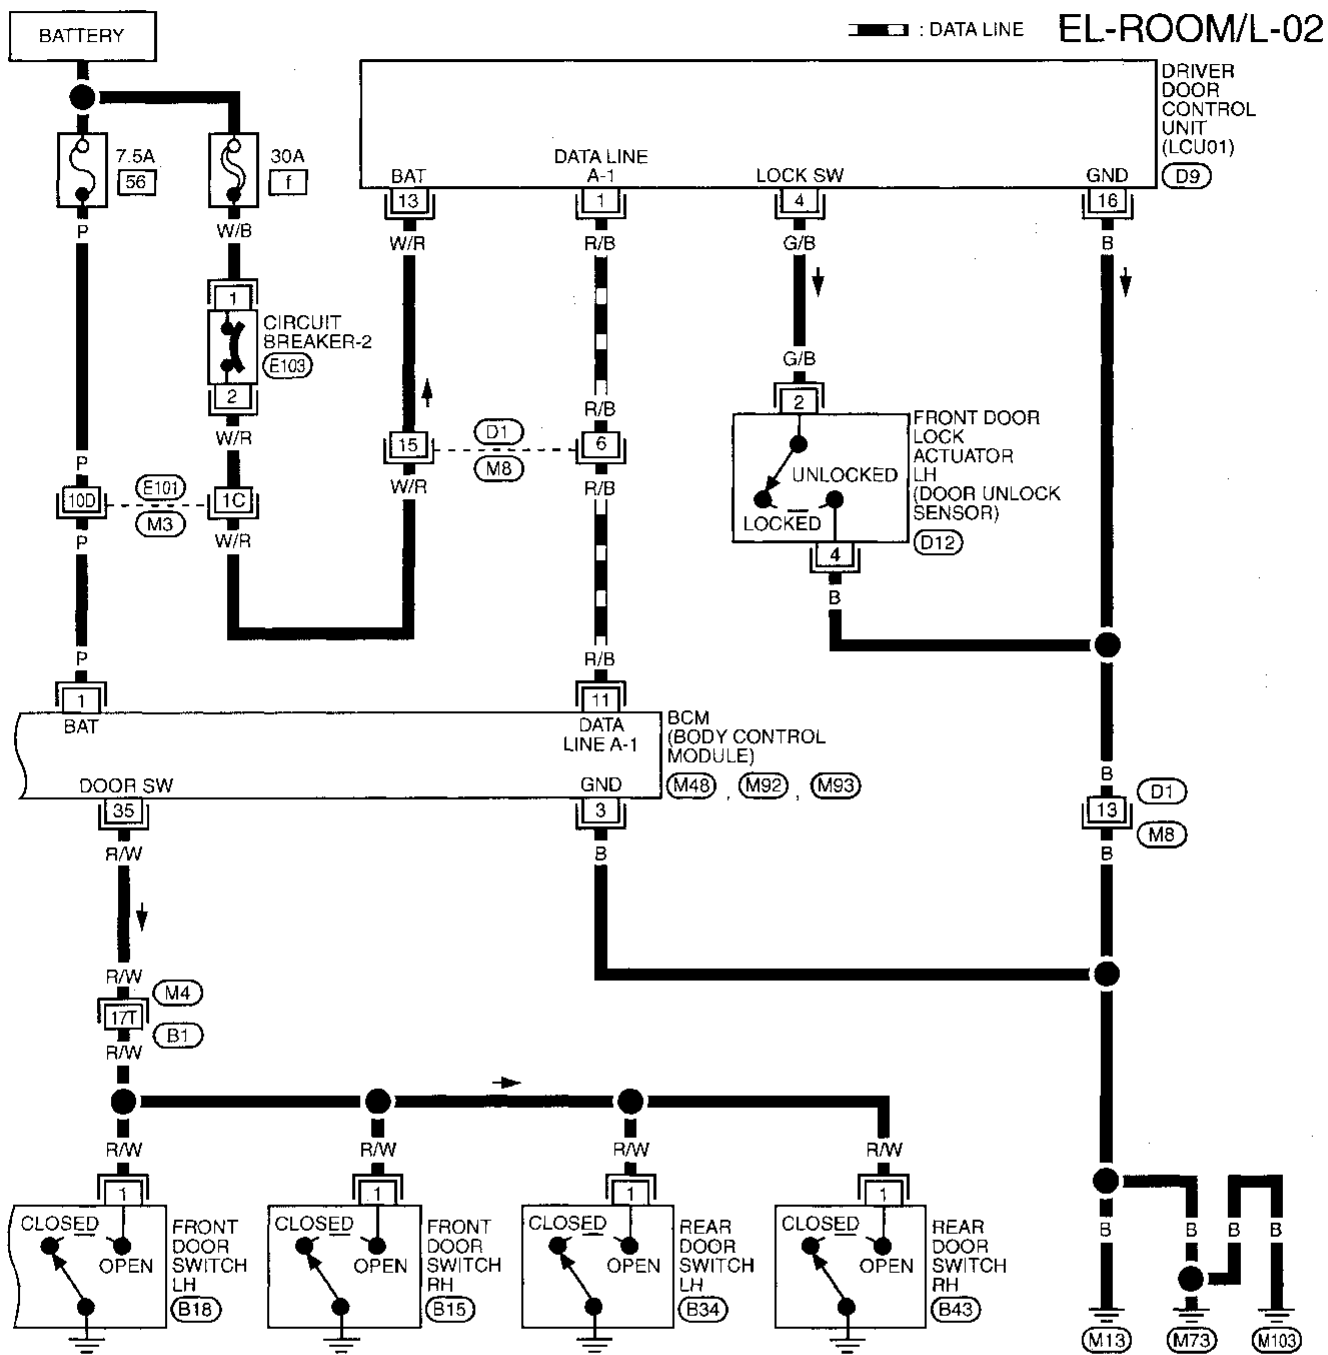 BATTERY
: DATA LINE
EL-ROOM/L-02
7.5A
56
30A
f
DRIVER
DOOR
CONTROL
UNIT
(LCU01)
D9
BAT
DATA LINE
A-1
LOCK SW
GND
13
1
4
16
P
W/B
W/R
R/B
G/B
B
1
CIRCUIT
BREAKER-2
E103
2
W/R
G/B
2
FRONT DOOR
LOCK
ACTUATOR
LH
(DOOR UNLOCK
SENSOR)
D12
UNLOCKED
LOCKED
4
B
R/B
15
D1
M8
6
W/R
R/B
P
10D
E101
M3
1C
P
W/R
P
R/B
1
11
BAT
DATA
LINE A-1
BCM
(BODY CONTROL
MODULE)
M48 , M92 , M93
DOOR SW
GND
35
3
R/W
B
B
13
D1
M8
B
R/W
17T
M4
B1
R/W
R/W
R/W
R/W
R/W
1
1
1
1
CLOSED
OPEN
FRONT
DOOR
SWITCH
LH
B18
CLOSED
OPEN
FRONT
DOOR
SWITCH
RH
B15
CLOSED
OPEN
REAR
DOOR
SWITCH
LH
B34
CLOSED
OPEN
REAR
DOOR
SWITCH
RH
B43
B
B
B
B
M13
M73
M103